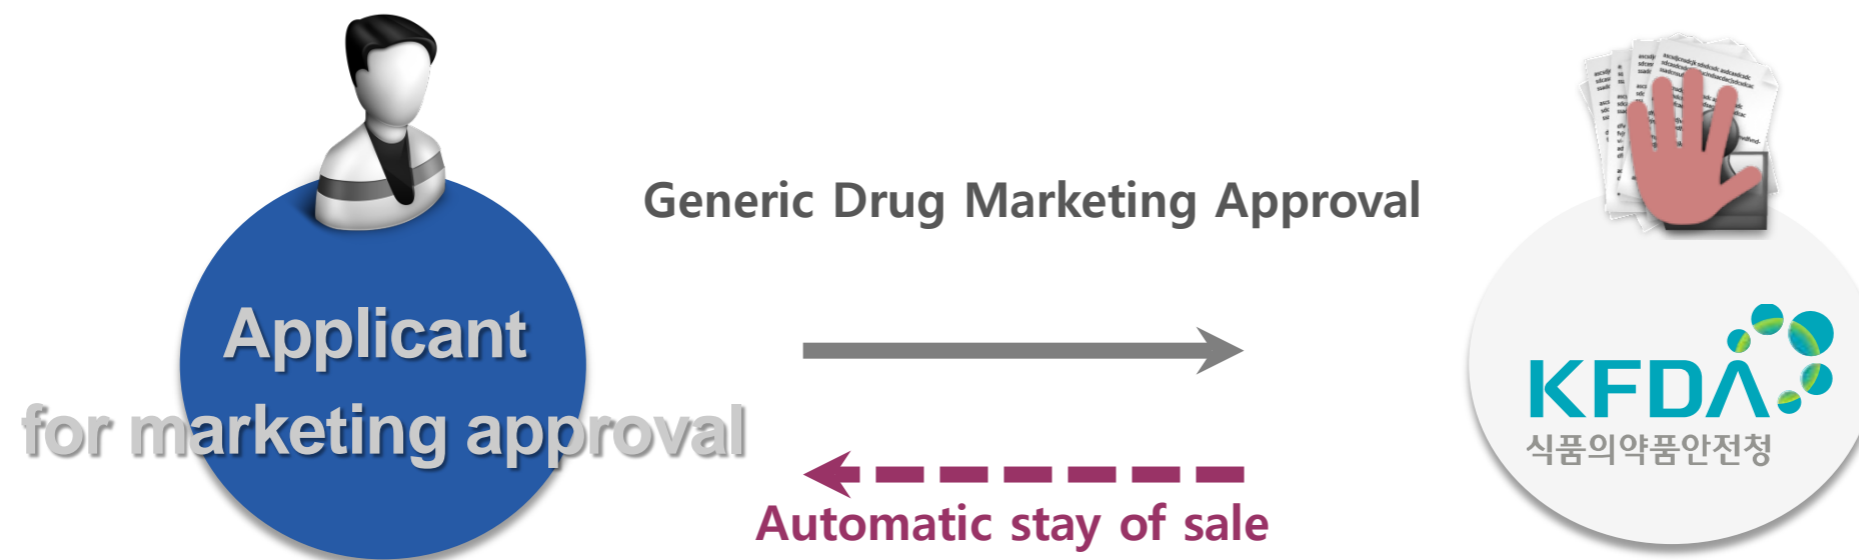 Generic Drug Marketing Approval
Applicant
for marketing approval
KFDA
식품의약품안전청
Automatic stay of sale